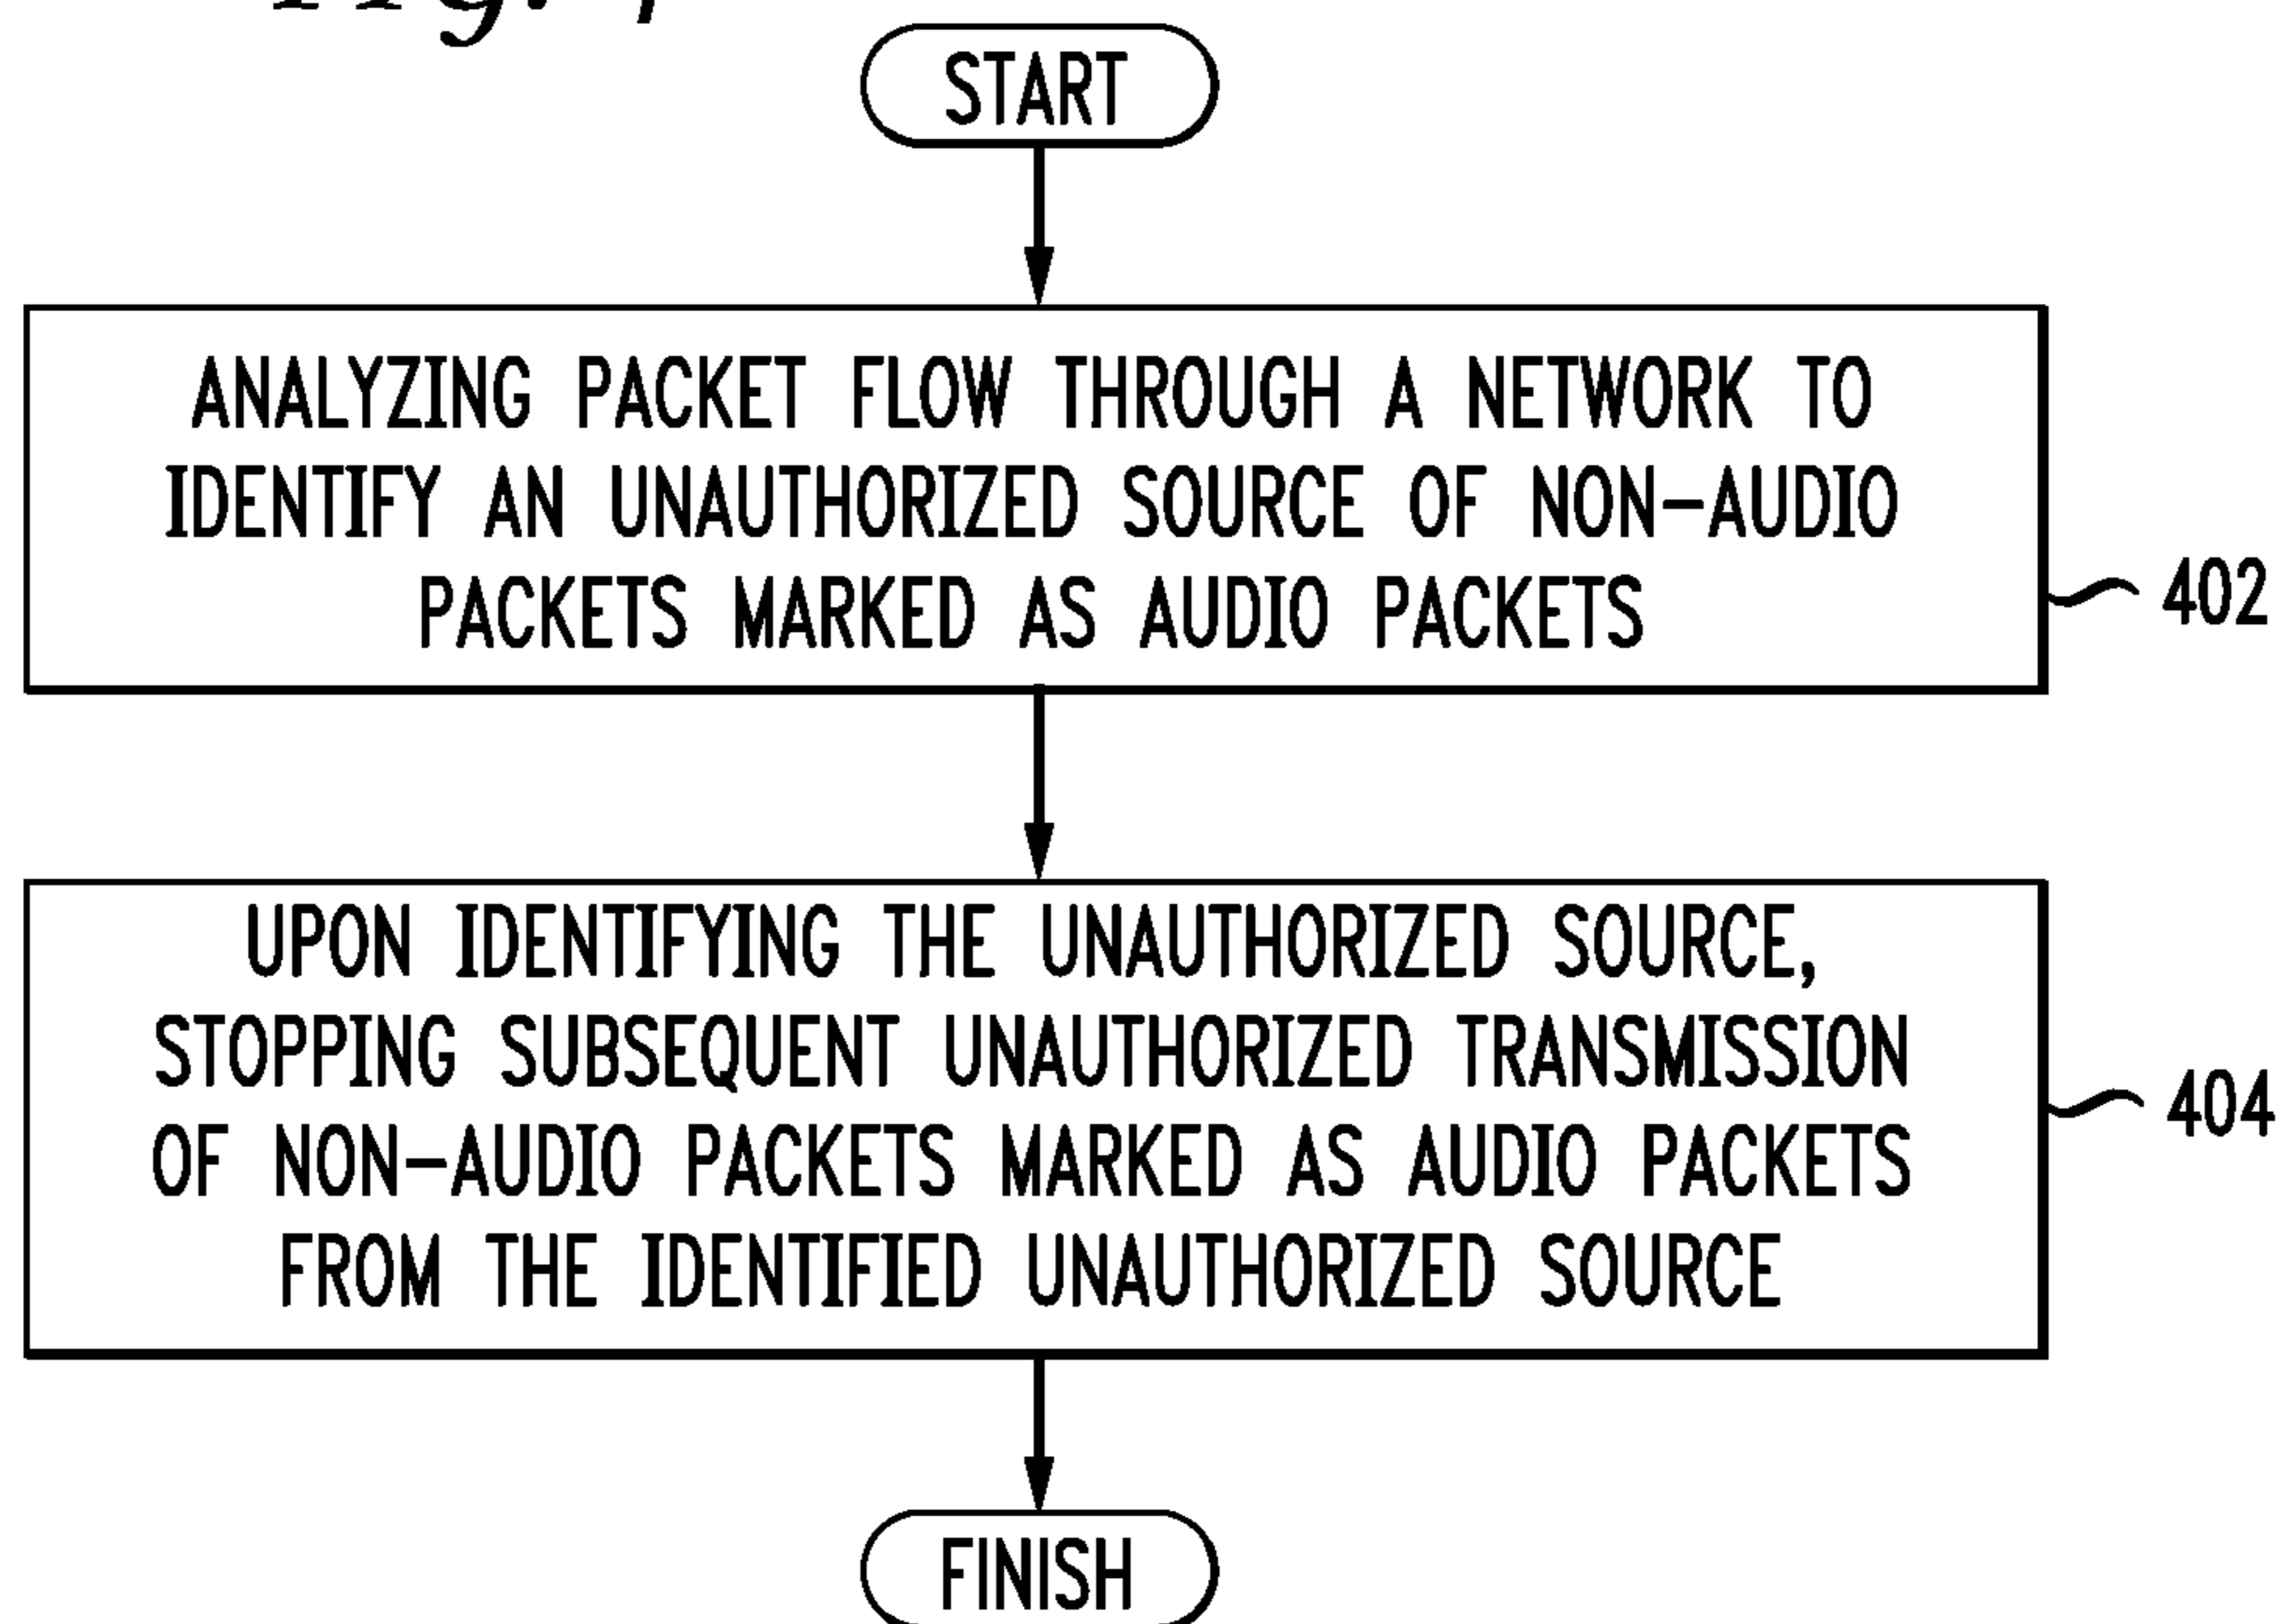 START
ANALYZING PACKET FLOW THROUGH A NETWORK TO
IDENTIFY AN UNAUTHORIZED SOURCE OF NON-AUDIO
PACKETS MARKED AS AUDIO PACKETS
402
UPON IDENTIFYING THE UNAUTHORIZED SOURCE,
STOPPING SUBSEQUENT UNAUTHORIZED TRANSMISSION
OF NON-AUDIO PACKETS MARKED AS AUDIO PACKETS
FROM THE IDENTIFIED UNAUTHORIZED SOURCE
404
FINISH